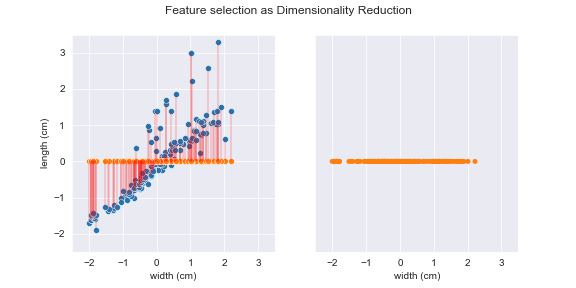 Feature selection as Dimensionality Reduction
3
2
1
0
−1
−2
length (cm)
−2 −1 0 1 2 3
width (cm)
−2 −1 0 1 2 3
width (cm)